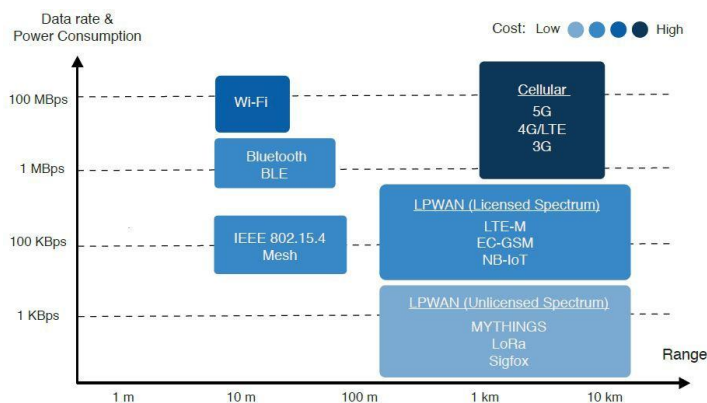 Data rate &
Power Consumption
Cost: Low High
100 MBps
Wi-Fi
Cellular
5G
4G/LTE
3G
Bluetooth
BLE
1 MBps
LPWAN (Licensed Spectrum)
LTE-M
EC-GSM
NB-IoT
IEEE 802.15.4
Mesh
100 KBps
LPWAN (Unlicensed Spectrum)
MYTHINGS
LoRa
Sigfox
1 KBps
Range
1 m 10 m 100 m 1 km 10 km